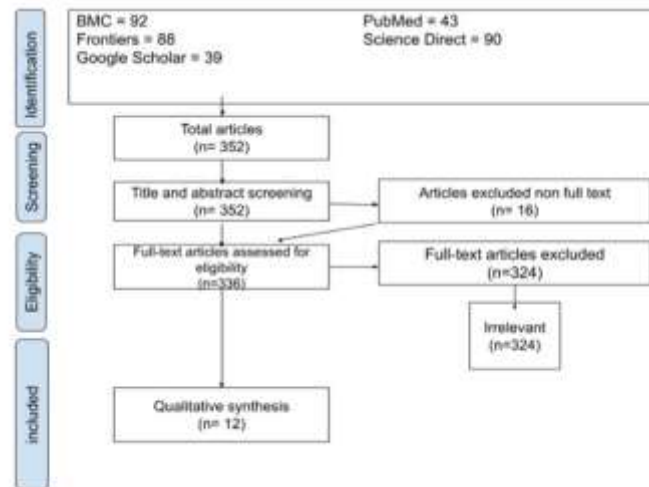 Identification
BMC = 92
Frontiers = 88
Google Scholar = 39
PubMed = 43
Science Direct = 90
Total articles
(n= 352)
Screening
Title and abstract screening
(n= 352)
Articles excluded non full text
(n= 16)
Eligibility
Full-text articles assessed for
eligibility
(n=336)
Full-text articles excluded
(n=324)
Irrelevant
(n=324)
included
Qualitative synthesis
(n= 12)